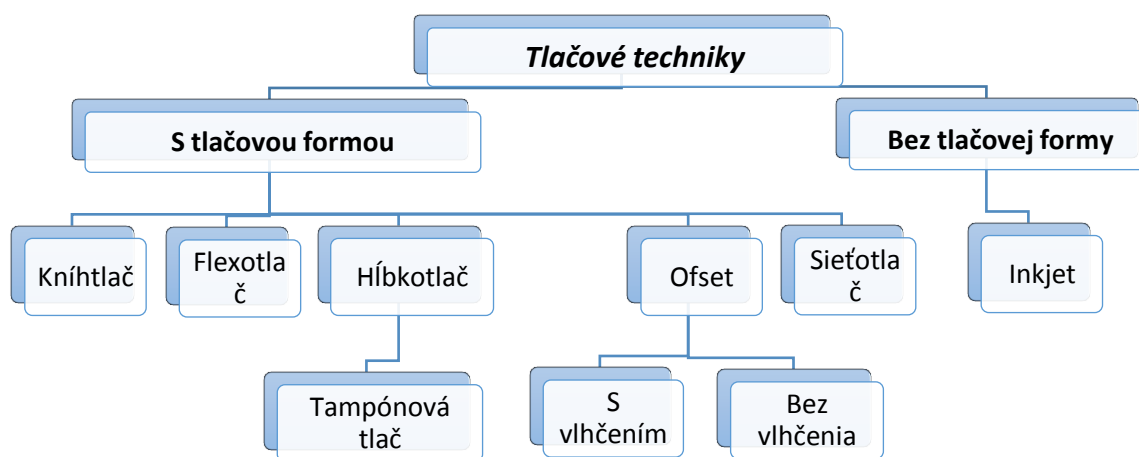 Tlačové techniky
S tlačovou formou
Bez tlačovej formy
Kníhtlač
Flexotla
č
Hĺbkotlač
Ofset
Sieťotla
č
Inkjet
Tampónová
tlač
S
vlhčením
Bez
vlhčenia